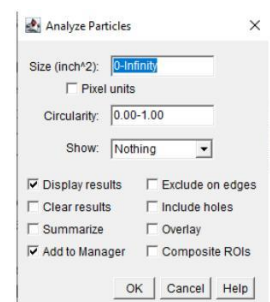 Analyze Particles
Size (inch^2): 0-Infinity
Pixel units
Circularity: 0.00-1.00
Show: Nothing
Display results Exclude on edges
Clear results Include holes
Summarize Overlay
Add to Manager Composite ROIs
OK Cancel Help